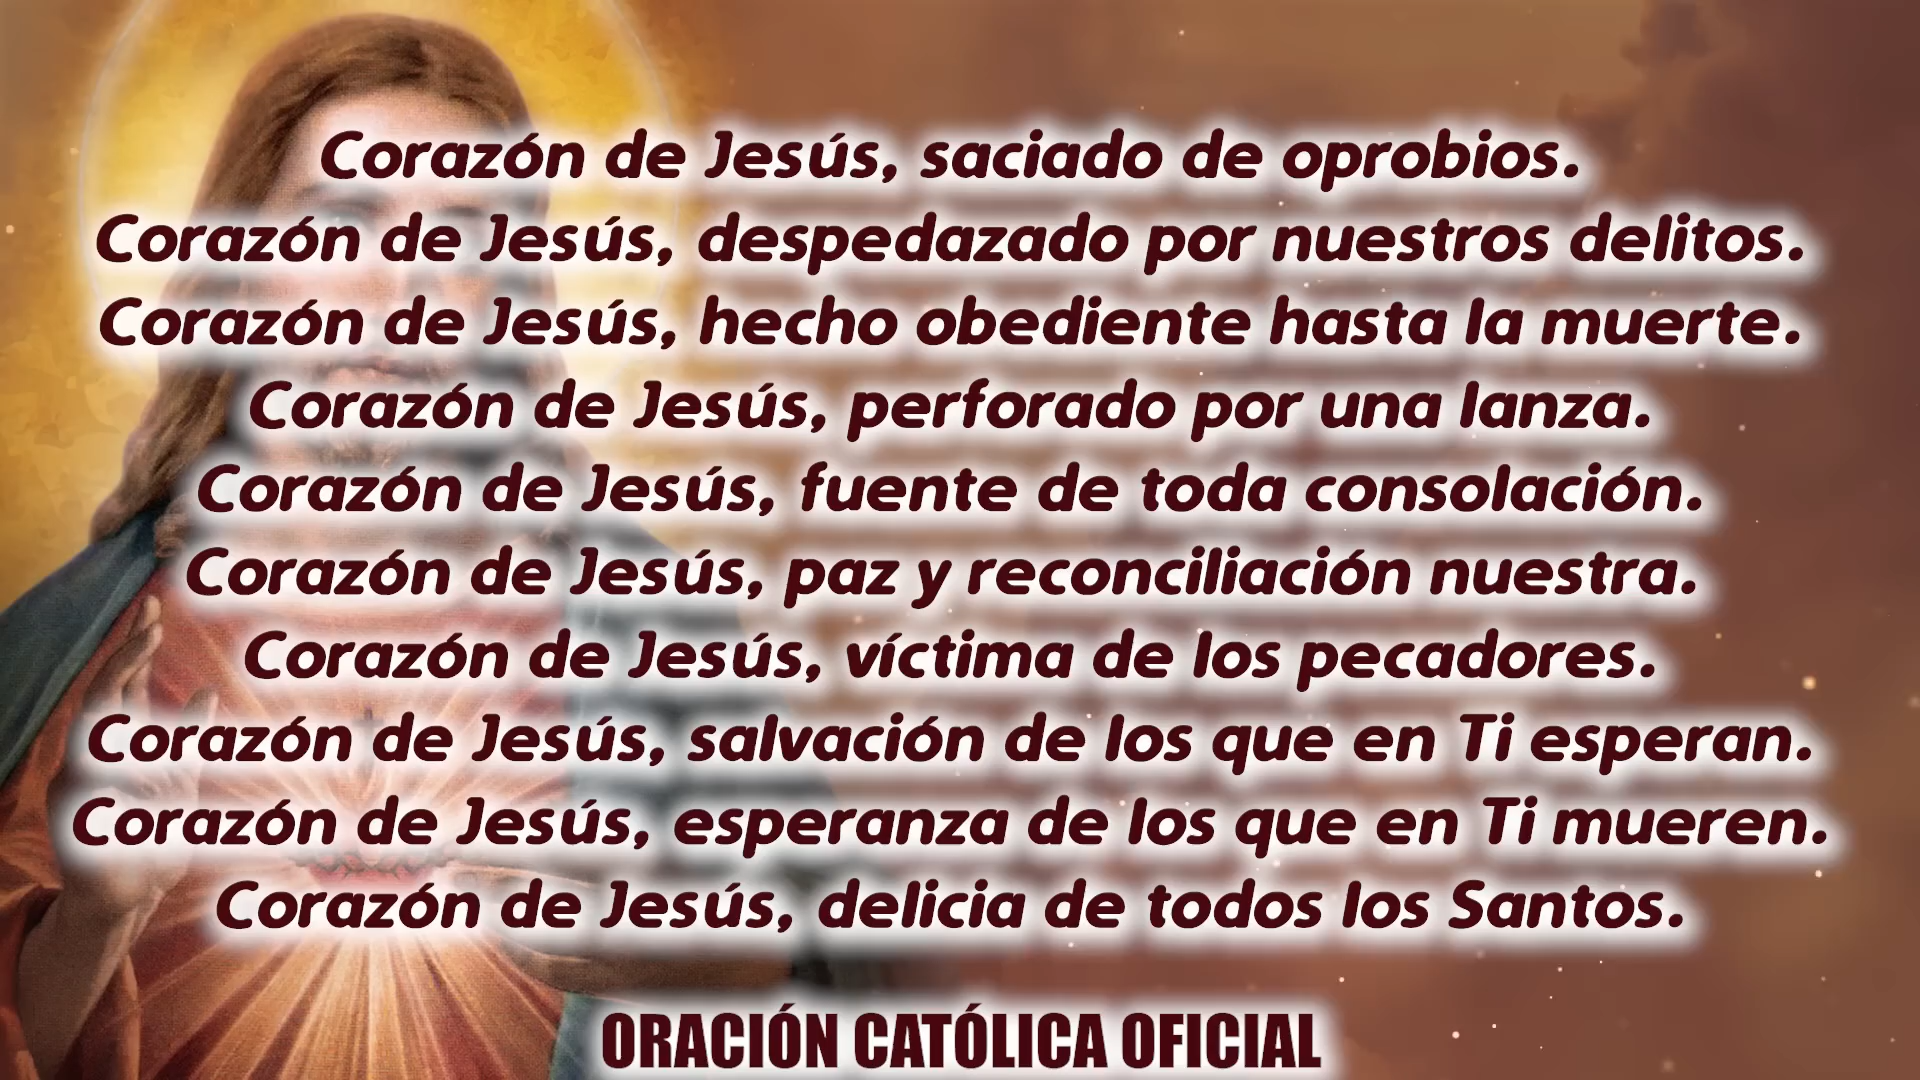 Corazón de Jesús, saciado de oprobios.
Corazón de Jesús, despedazado por nuestros delitos.
Corazón de Jesús, hecho obediente hasta la muerte.
Corazón de Jesús, perforado por una lanza.
Corazón de Jesús, fuente de toda consolación.
Corazón de Jesús, paz y reconciliación nuestra.
Corazón de Jesús, víctima de los pecadores.
Corazón de Jesús, salvación de los que en Ti esperan.
Corazón de Jesús, esperanza de los que en Ti mueren.
Corazón de Jesús, delicia de todos los Santos.
ORACIÓN CATÓLICA OFICIAL